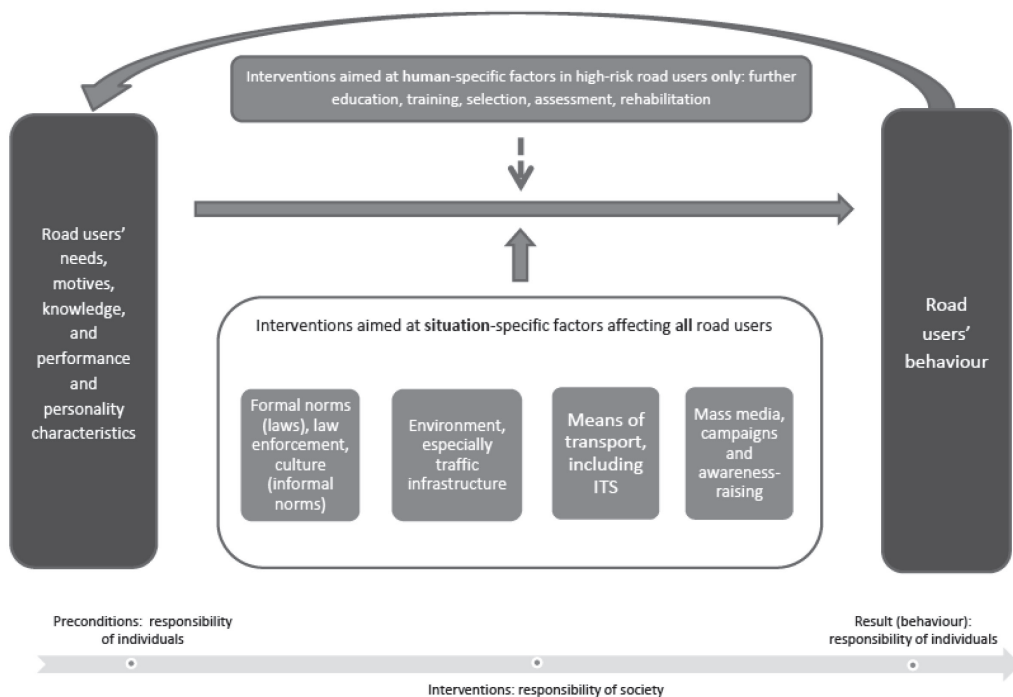 Interventions aimed at human-specific factors in high-risk road users only: further
education, training, selection, assessment, rehabilitation
Road users'
needs,
motives,
knowledge,
and
performance
and
personality
characteristics
Road
users'
behaviour
Interventions aimed at situation-specific factors affecting all road users
Formal norms
(laws), law
enforcement,
culture
(informal
norms)
Environment,
especially
traffic
infrastructure
Means of
transport,
including
ITS
Mass media,
campaigns
and
awareness-
raising
Preconditions: responsibility
of individuals
Result (behaviour):
responsibility of individuals
Interventions: responsibility of society